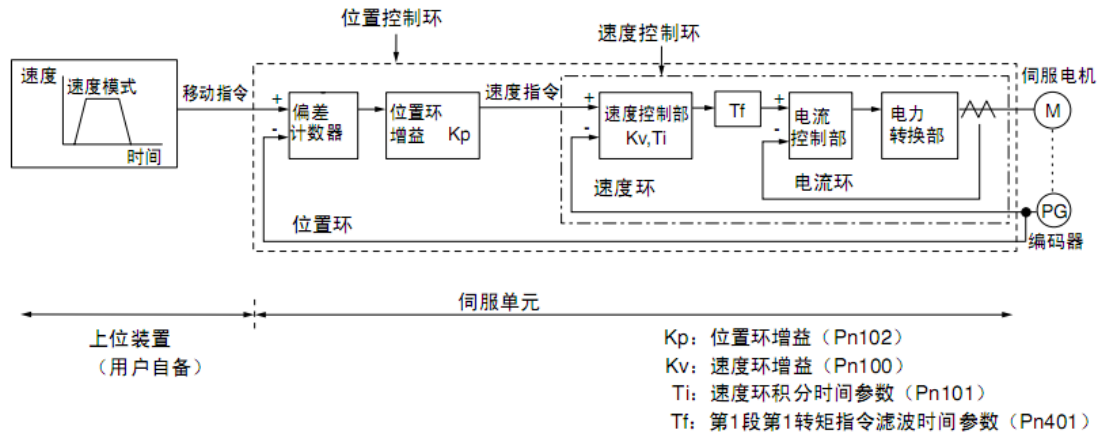 位置控制环
速度控制环
速度
速度模式
时间
移动指令
+
-
偏差
计数器
位置环
增益 Kp
速度指令
+
-
速度控制部
Kv,Ti
Tf
+
-
电流
控制部
电力
转换部
伺服电机
M
速度环
电流环
位置环
PG
编码器
伺服单元
上位装置
（用户自备）
Kp：位置环增益（Pn102）
Kv：速度环增益（Pn100）
Ti：速度环积分时间参数（Pn101）
Tf：第1段第1转矩指令滤波时间参数（Pn401）